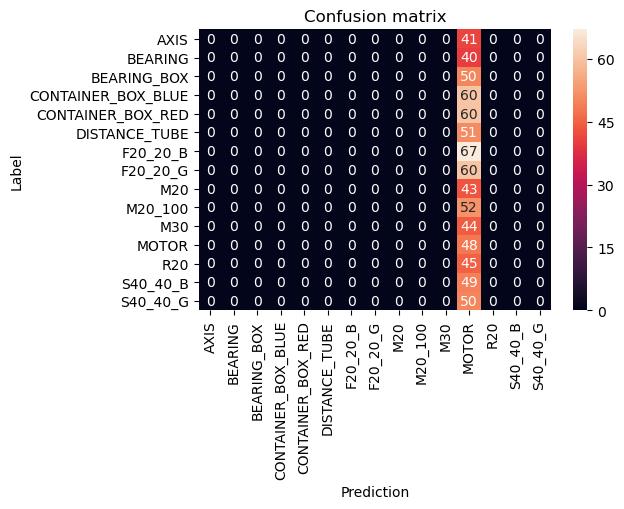 Confusion matrix
Label
AXIS 0 0 0 0 0 0 0 0 0 0 0 41 0 0 0
BEARING 0 0 0 0 0 0 0 0 0 0 0 40 0 0 0
BEARING_BOX 0 0 0 0 0 0 0 0 0 0 0 50 0 0 0
CONTAINER_BOX_BLUE 0 0 0 0 0 0 0 0 0 0 0 60 0 0 0
CONTAINER_BOX_RED 0 0 0 0 0 0 0 0 0 0 0 60 0 0 0
DISTANCE_TUBE 0 0 0 0 0 0 0 0 0 0 0 51 0 0 0
F20_20_B 0 0 0 0 0 0 0 0 0 0 0 67 0 0 0
F20_20_G 0 0 0 0 0 0 0 0 0 0 0 60 0 0 0
M20 0 0 0 0 0 0 0 0 0 0 0 43 0 0 0
M20_100 0 0 0 0 0 0 0 0 0 0 0 52 0 0 0
M30 0 0 0 0 0 0 0 0 0 0 0 44 0 0 0
MOTOR 0 0 0 0 0 0 0 0 0 0 0 48 0 0 0
R20 0 0 0 0 0 0 0 0 0 0 0 45 0 0 0
S40_40_B 0 0 0 0 0 0 0 0 0 0 0 49 0 0 0
S40_40_G 0 0 0 0 0 0 0 0 0 0 0 50 0 0 0
AXIS
BEARING
BEARING_BOX
CONTAINER_BOX_BLUE
CONTAINER_BOX_RED
DISTANCE_TUBE
F20_20_B
F20_20_G
M20
M20_100
M30
MOTOR
R20
S40_40_B
S40_40_G
Prediction
60
45
30
15
0